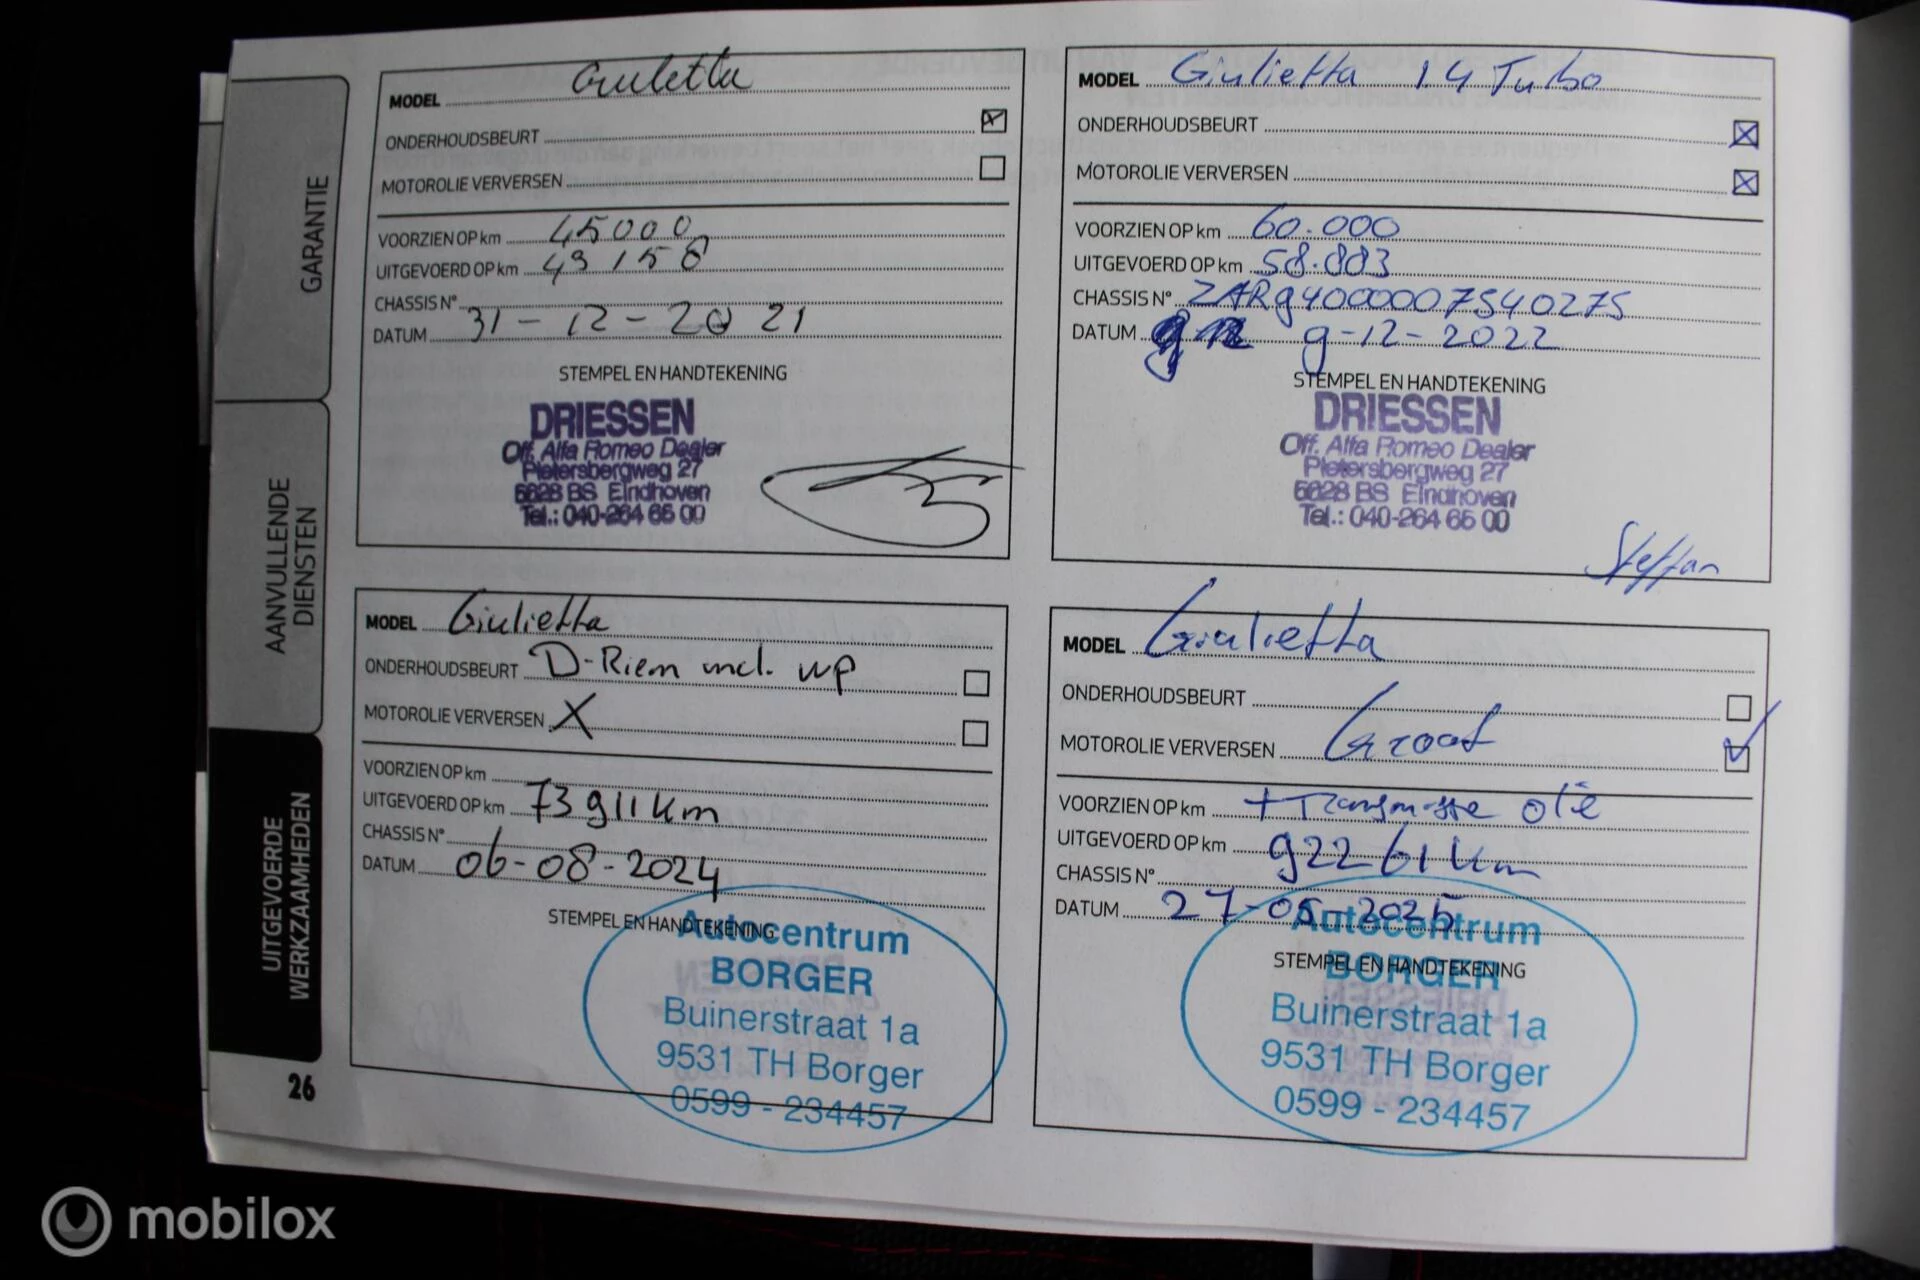 GARANTIE
AANVULLENDE
DIENSTEN
UITGEVOERDE
WERKZAAMHEDEN
26
MODEL Giuletta
ONDERHOUDSBEURT
MOTOROLIE VERVERSEN
VOORZIEN OP km 45000
UITGEVOERD OP km 43158
CHASSIS N°
DATUM 31-12-2021
STEMPEL EN HANDTEKENING
DRIESSEN
Off. Alfa Romeo Dealer
Pietersbergweg 27
5628 BS Eindhoven
Tel.: 040-264 65 00
MODEL Giulietta 1.4 Turbo
ONDERHOUDSBEURT
MOTOROLIE VERVERSEN
VOORZIEN OP km 60.000
UITGEVOERD OP km 58.883
CHASSIS N° ZARg4000007540275
DATUM 9-12-2022
STEMPEL EN HANDTEKENING
DRIESSEN
Off. Alfa Romeo Dealer
Pietersbergweg 27
5628 BS Eindhoven
Tel.: 040-264 65 00
Steffan
MODEL Giulietta
ONDERHOUDSBEURT D-Riem incl. wp
MOTOROLIE VERVERSEN X
VOORZIEN OP km
UITGEVOERD OP km 73911 km
CHASSIS N°
DATUM 06-08-2024
STEMPEL EN HANDTEKENING
Autocentrum
BORGER
Buinerstraat 1a
9531 TH Borger
0599 - 234457
MODEL Giulietta
ONDERHOUDSBEURT
MOTOROLIE VERVERSEN Groot
VOORZIEN OP km + Transmissie olie
UITGEVOERD OP km 92261 km
CHASSIS N°
DATUM 27-05-2025
STEMPEL EN HANDTEKENING
Autocentrum
BORGER
Buinerstraat 1a
9531 TH Borger
0599 - 234457
mobilox